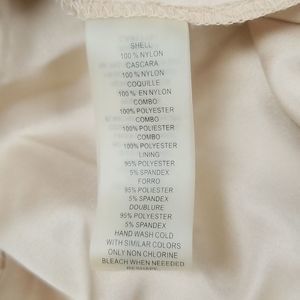 SHELL
100% NYLON
CASCARA
100% NYLON
COQUILLE
100% EN NYLON
COMBO
100% POLYESTER
COMBO
100% POLIESTER
COMBO
100% POLYESTER
LINING
95% POLYESTER
5% SPANDEX
FORRO
95% POLIESTER
5% SPANDEX
DOUBLURE
95% POLYESTER
5% SPANDEX
HAND WASH COLD
WITH SIMILAR COLORS
ONLY NON CHLORINE
BLEACH WHEN NEEEDED
RESHAPE